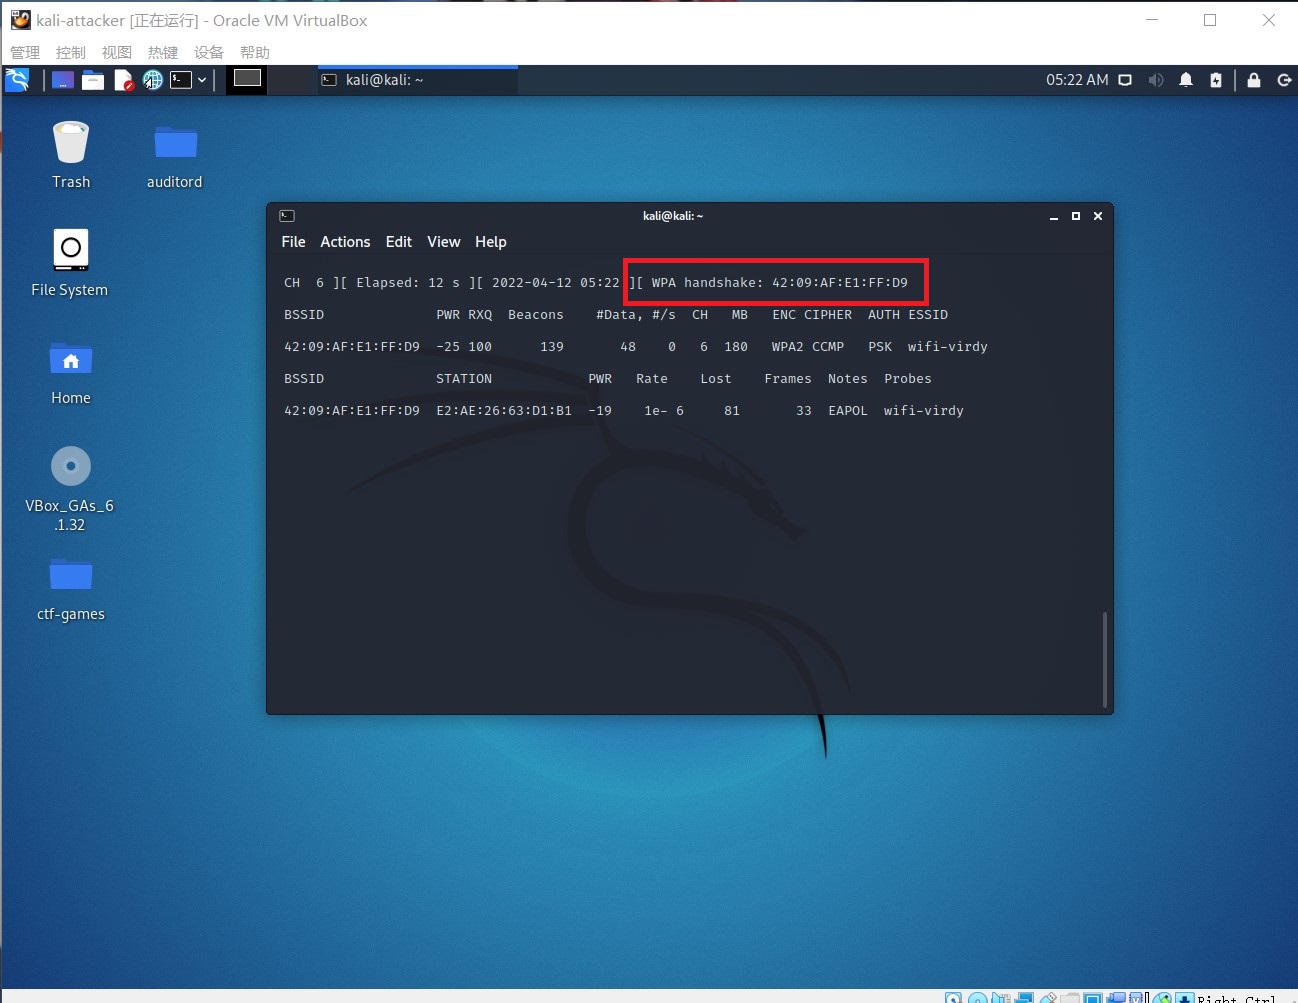 kali-attacker [正在运行] - Oracle VM VirtualBox
管理 控制 视图 热键 设备 帮助
kali@kali: ~
05:22 AM
Trash
auditord
File System
Home
VBox_GAs_6
.1.32
ctf-games
kali@kali: ~
File Actions Edit View Help
CH 6 ][ Elapsed: 12 s ][ 2022-04-12 05:22 ][ WPA handshake: 42:09:AF:E1:FF:D9
BSSID PWR RXQ Beacons #Data, #/s CH MB ENC CIPHER AUTH ESSID
42:09:AF:E1:FF:D9 -25 100 139 48 0 6 180 WPA2 CCMP PSK wifi-virdy
BSSID STATION PWR Rate Lost Frames Notes Probes
42:09:AF:E1:FF:D9 E2:AE:26:63:D1:B1 -19 1e- 6 81 33 EAPOL wifi-virdy
Right Ctrl